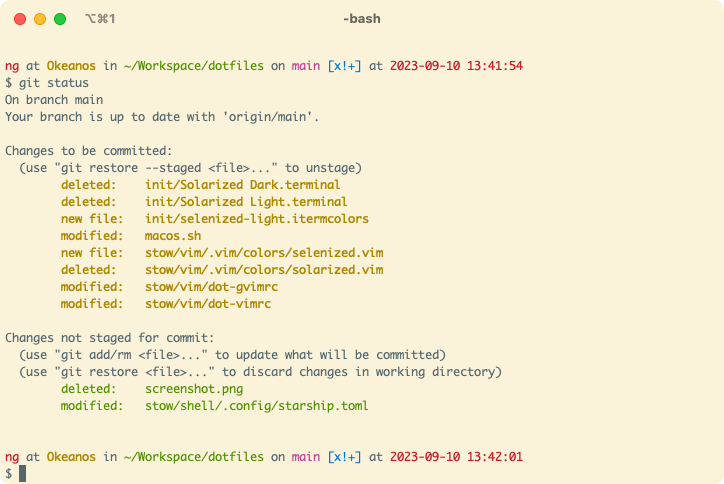 ⌥⌘1 -bash
ng at Okeanos in ~/Workspace/dotfiles on main [x!+] at 2023-09-10 13:41:54
$ git status
On branch main
Your branch is up to date with 'origin/main'.
Changes to be committed:
(use "git restore --staged <file>..." to unstage)
deleted: init/Solarized Dark.terminal
deleted: init/Solarized Light.terminal
new file: init/selenized-light.itermcolors
modified: macos.sh
new file: stow/vim/.vim/colors/selenized.vim
deleted: stow/vim/.vim/colors/solarized.vim
modified: stow/vim/dot-gvimrc
modified: stow/vim/dot-vimrc
Changes not staged for commit:
(use "git add/rm <file>..." to update what will be committed)
(use "git restore <file>..." to discard changes in working directory)
deleted: screenshot.png
modified: stow/shell/.config/starship.toml
ng at Okeanos in ~/Workspace/dotfiles on main [x!+] at 2023-09-10 13:42:01
$